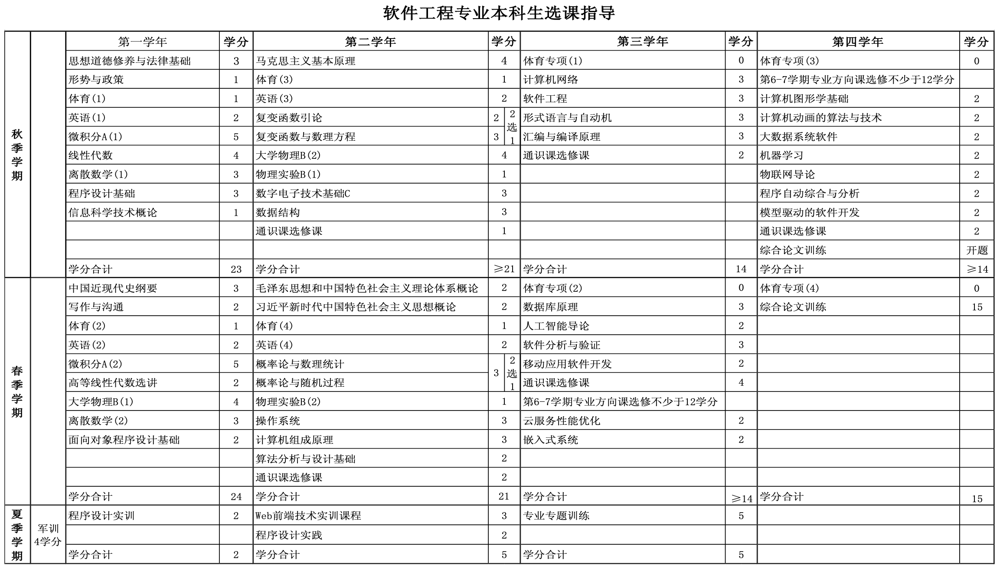 软件工程专业本科生选课指导
第一学年 学分 第二学年 学分 第三学年 学分 第四学年 学分
秋季学期
思想道德修养与法律基础 3 马克思主义基本原理 4 体育专项(1) 0 体育专项(3) 0
形势与政策 1 体育(3) 1 计算机网络 3 第6-7学期专业方向课选修不少于12学分
体育(1) 1 英语(3) 2 软件工程 3 计算机图形学基础 2
英语(1) 2 复变函数引论 2 2选1 形式语言与自动机 3 计算机动画的算法与技术 2
微积分A(1) 5 复变函数与数理方程 3 汇编与编译原理 3 大数据系统软件 2
线性代数 4 大学物理B(2) 4 通识课选修课 2 机器学习 2
离散数学(1) 3 物理实验B(1) 1 物联网导论 2
程序设计基础 3 数字电子技术基础C 3 程序自动综合与分析 2
信息科学技术概论 1 数据结构 3 模型驱动的软件开发 2
通识课选修课 1 通识课选修课 2
综合论文训练 开题
学分合计 23 学分合计 ≥21 学分合计 14 学分合计 ≥14
春季学期
中国近现代史纲要 3 毛泽东思想和中国特色社会主义理论体系概论 2 体育专项(2) 0 体育专项(4) 0
写作与沟通 2 习近平新时代中国特色社会主义思想概论 2 数据库原理 3 综合论文训练 15
体育(2) 1 体育(4) 1 人工智能导论 2
英语(2) 2 英语(4) 2 软件分析与验证 3
微积分A(2) 5 概率论与数理统计 3 2选1 移动应用软件开发 2
高等线性代数选讲 2 概率论与随机过程 通识课选修课 4
大学物理B(1) 4 物理实验B(2) 1 第6-7学期专业方向课选修不少于12学分
离散数学(2) 3 操作系统 3 云服务性能优化 2
面向对象程序设计基础 2 计算机组成原理 3 嵌入式系统 2
算法分析与设计基础 2
通识课选修课 2
学分合计 24 学分合计 21 学分合计 ≥14 学分合计 15
夏季学期
军训
4学分
程序设计实训 2 Web前端技术实训课程 3 专业专题训练 5
程序设计实践 2
学分合计 2 学分合计 5 学分合计 5